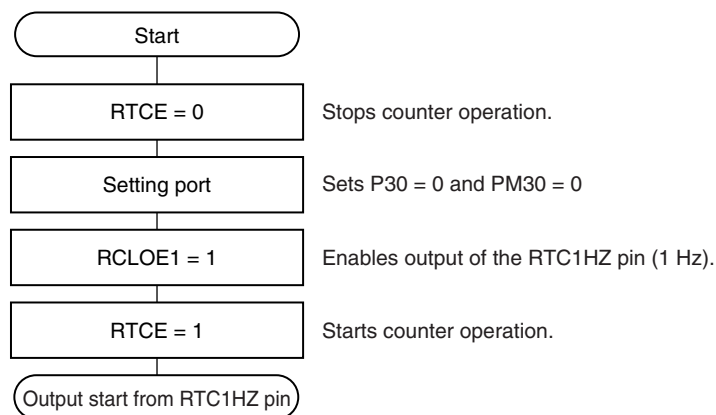 Start
RTCE = 0
Stops counter operation.
Setting port
Sets P30 = 0 and PM30 = 0
RCLOE1 = 1
Enables output of the RTC1HZ pin (1 Hz).
RTCE = 1
Starts counter operation.
Output start from RTC1HZ pin